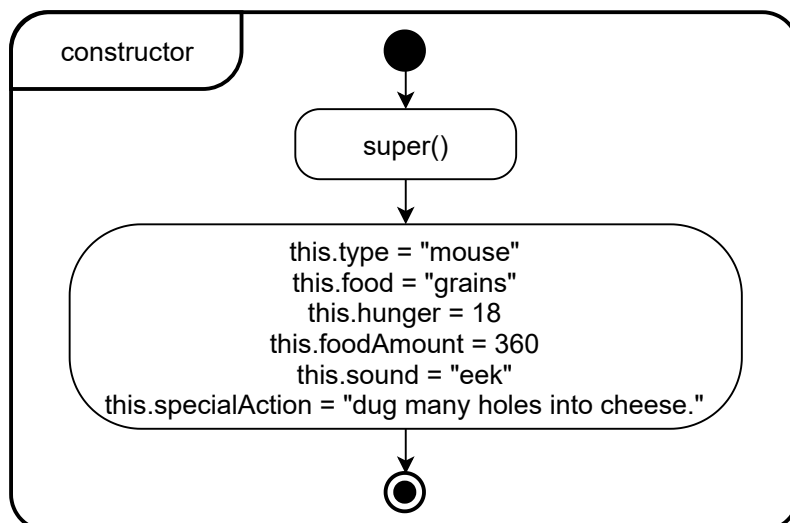 constructor
super()
this.type = "mouse"
this.food = "grains"
this.hunger = 18
this.foodAmount = 360
this.sound = "eek"
this.specialAction = "dug many holes into cheese."